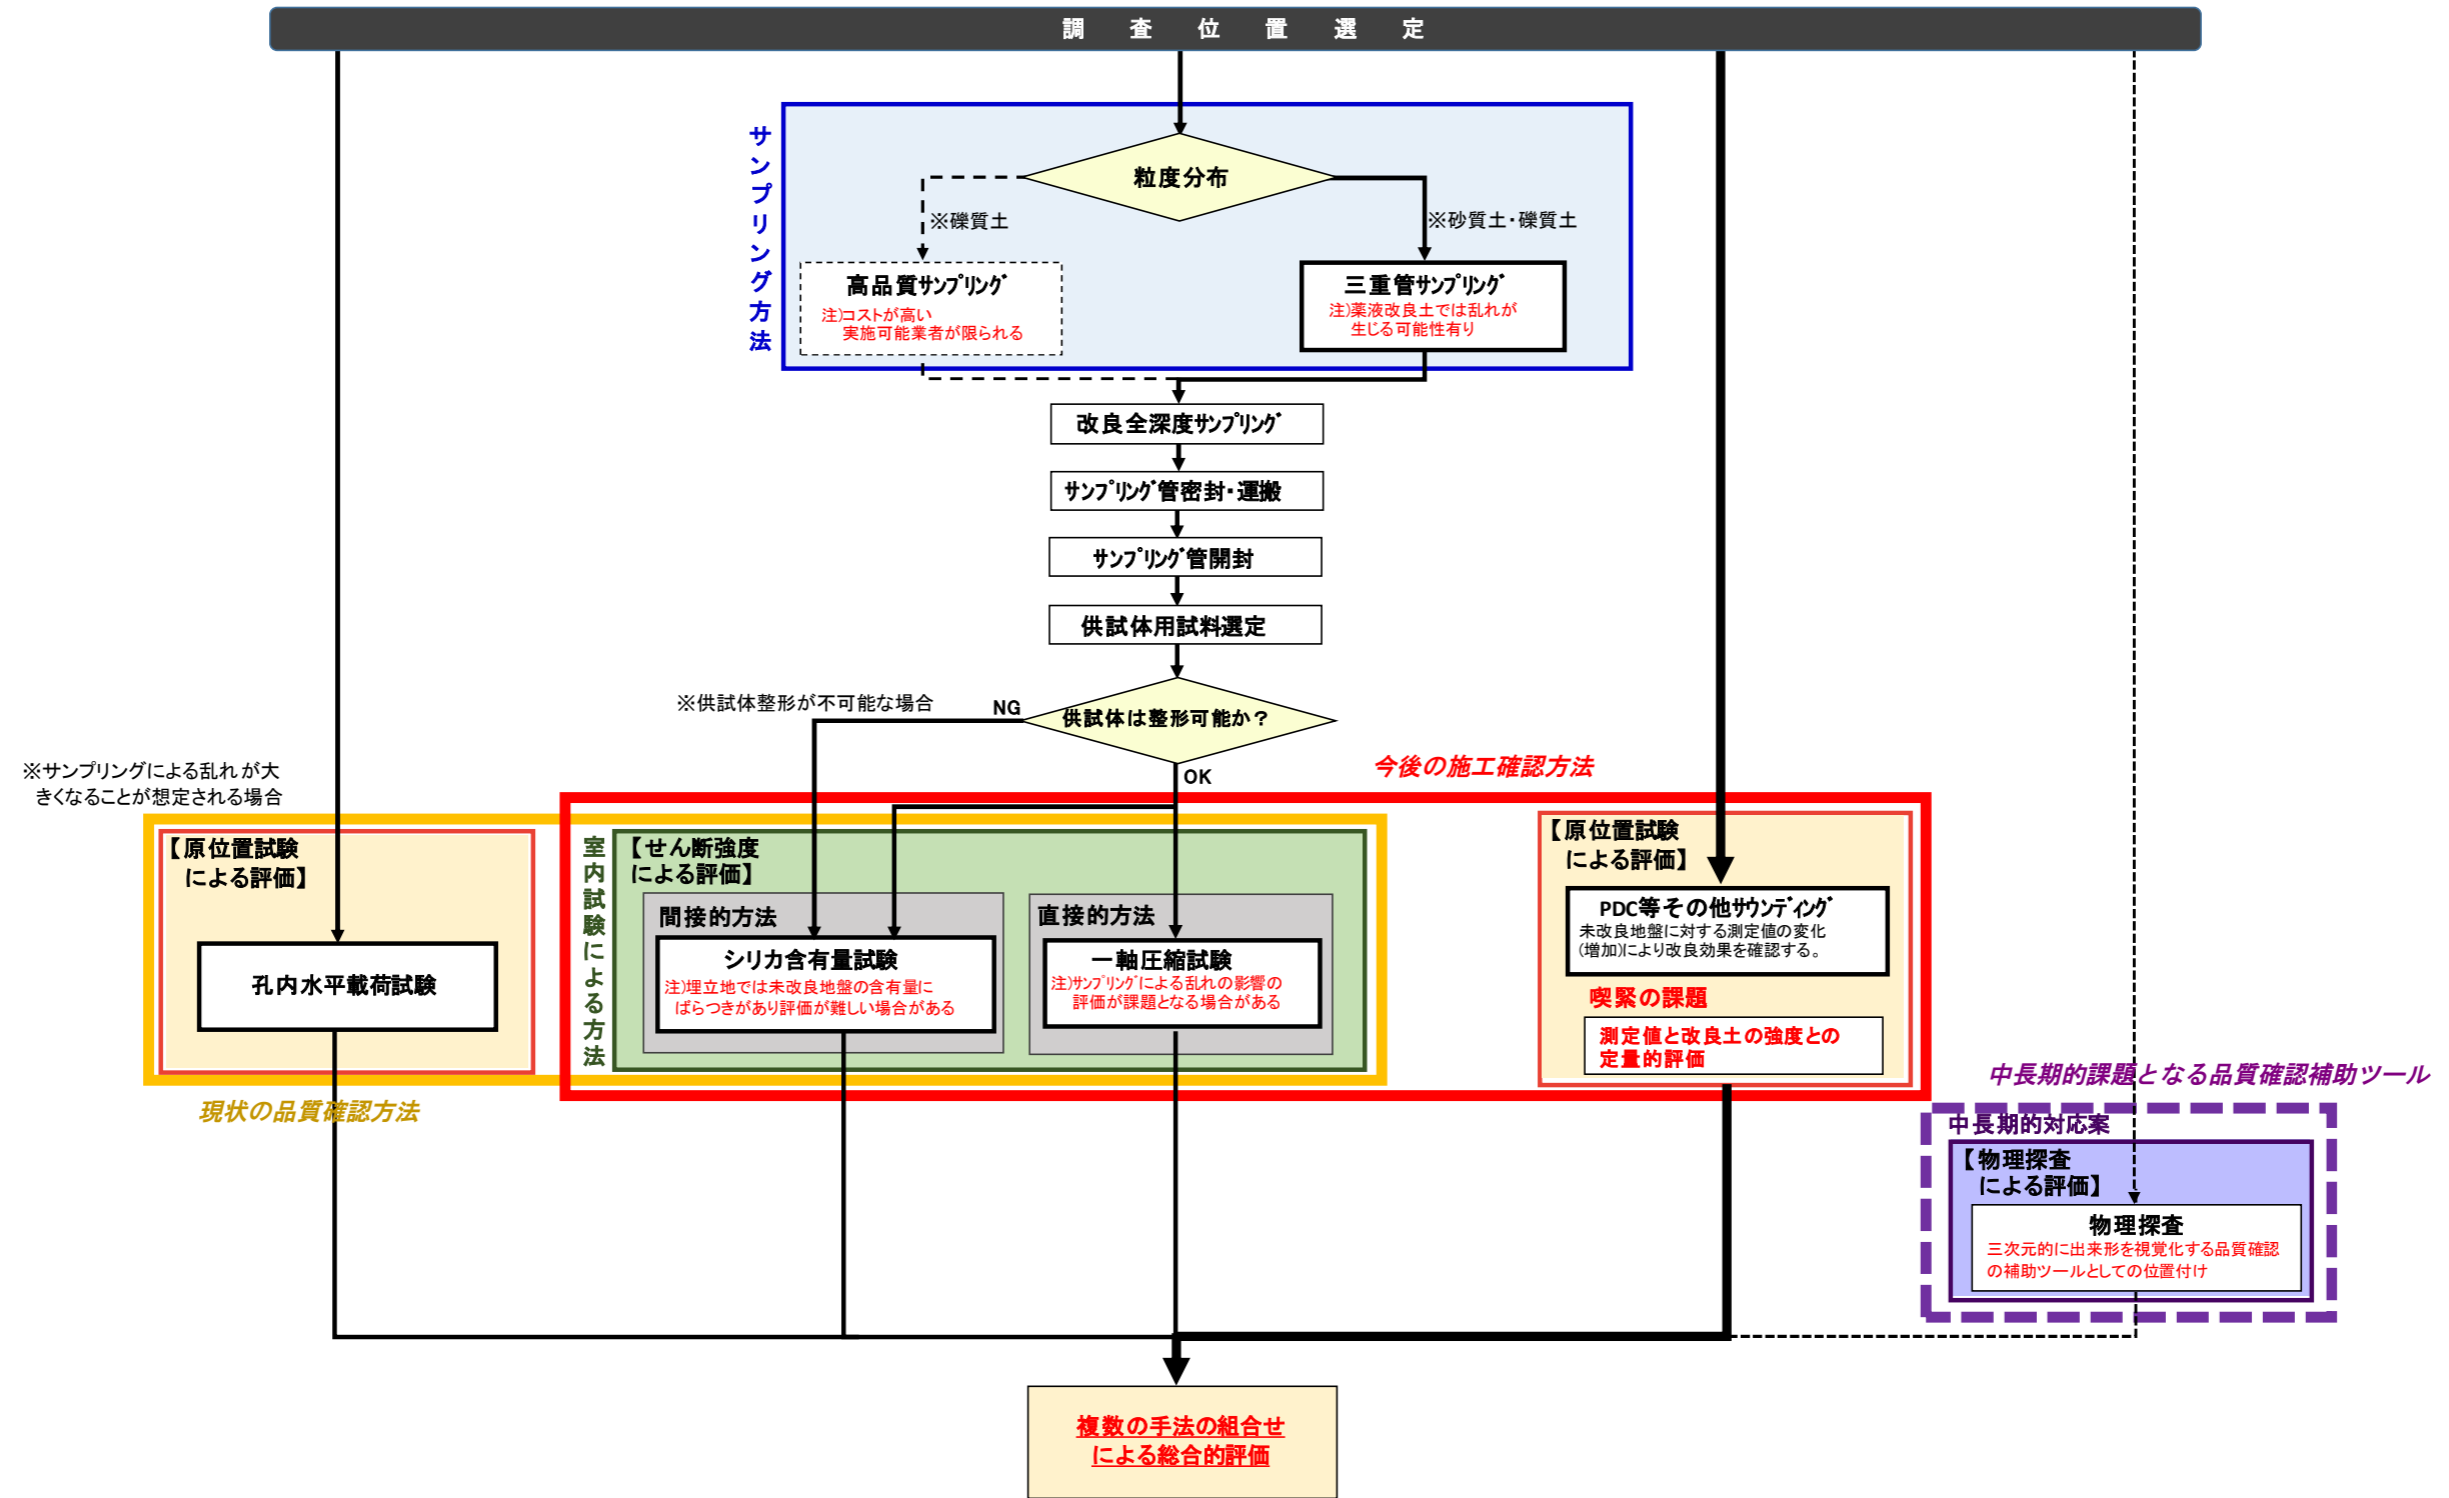 調査位置選定
サンプリング方法
粒度分布
※礫質土
※砂質土・礫質土
高品質ｻﾝﾌﾟﾘﾝｸﾞ
注)コストが高い
実施可能業者が限られる
三重管ｻﾝﾌﾟﾘﾝｸﾞ
注)薬液改良土では乱れが
生じる可能性有り
改良全深度ｻﾝﾌﾟﾘﾝｸﾞ
ｻﾝﾌﾟﾘﾝｸﾞ管密封・運搬
ｻﾝﾌﾟﾘﾝｸﾞ管開封
供試体用試料選定
※供試体整形が不可能な場合
NG
供試体は整形可能か？
OK
※サンプリングによる乱れが大
きくなることが想定される場合
今後の施工確認方法
【原位置試験
による評価】
孔内水平載荷試験
現状の品質確認方法
室内試験による方法
【せん断強度
による評価】
間接的方法
シリカ含有量試験
注)埋立地では未改良地盤の含有量に
ばらつきがあり評価が難しい場合がある
直接的方法
一軸圧縮試験
注)ｻﾝﾌﾟﾘﾝｸﾞによる乱れの影響の
評価が課題となる場合がある
【原位置試験
による評価】
PDC等その他ｻｳﾝﾃﾞｨﾝｸﾞ
未改良地盤に対する測定値の変化
(増加)により改良効果を確認する。
喫緊の課題
測定値と改良土の強度との
定量的評価
中長期的課題となる品質確認補助ツール
中長期的対応案
【物理探査
による評価】
物理探査
三次元的に出来形を視覚化する品質確認
の補助ツールとしての位置付け
複数の手法の組合せ
による総合的評価